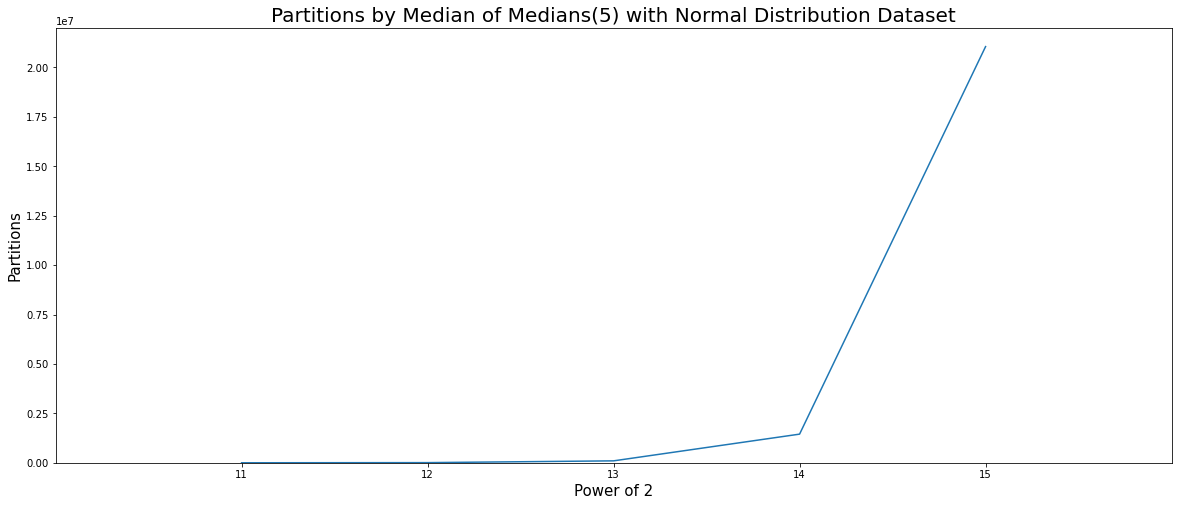 Partitions by Median of Medians(5) with Normal Distribution Dataset
1e7
2.00
1.75
1.50
1.25
1.00
0.75
0.50
0.25
0.00
Partitions
11 12 13 14 15
Power of 2